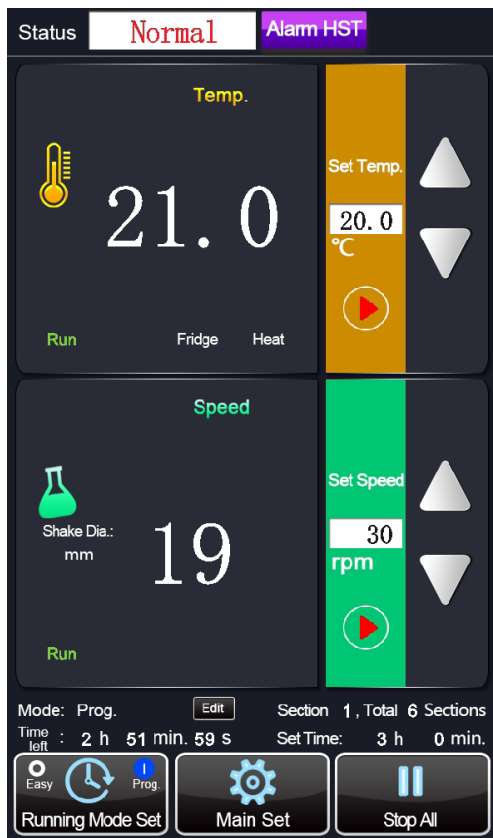 Status Normal Alarm HST
Temp.
Set Temp.
21.0
20.0
℃
Run Fridge Heat
Speed
Set Speed
Shake Dia.:
mm
19
30
rpm
Run
Mode: Prog. Edit Section 1 , Total 6 Sections
Time left : 2 h 51 min. 59 s Set Time: 3 h 0 min.
Easy Prog.
Running Mode Set Main Set Stop All